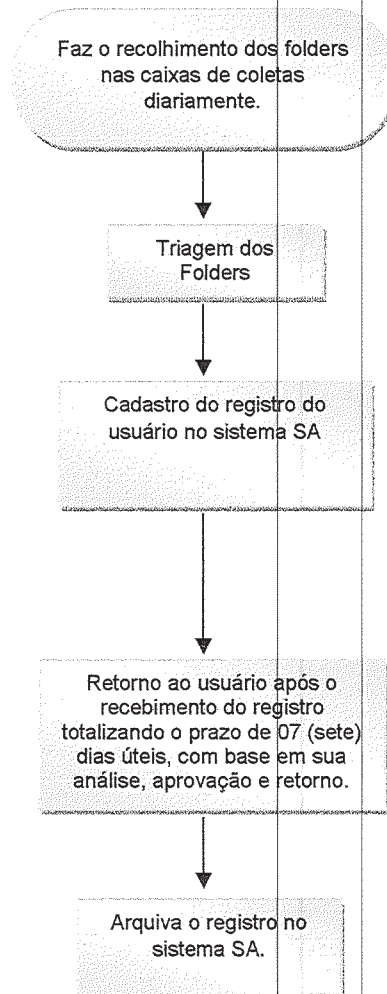 Faz o recolhimento dos folders
nas caixas de coletas
diariamente.
Triagem dos
Folders
Cadastro do registro do
usuário no sistema SA
Retorno ao usuário após o
recebimento do registro
totalizando o prazo de 07 (sete)
dias úteis, com base em sua
análise, aprovação e retorno.
Arquiva o registro no
sistema SA.